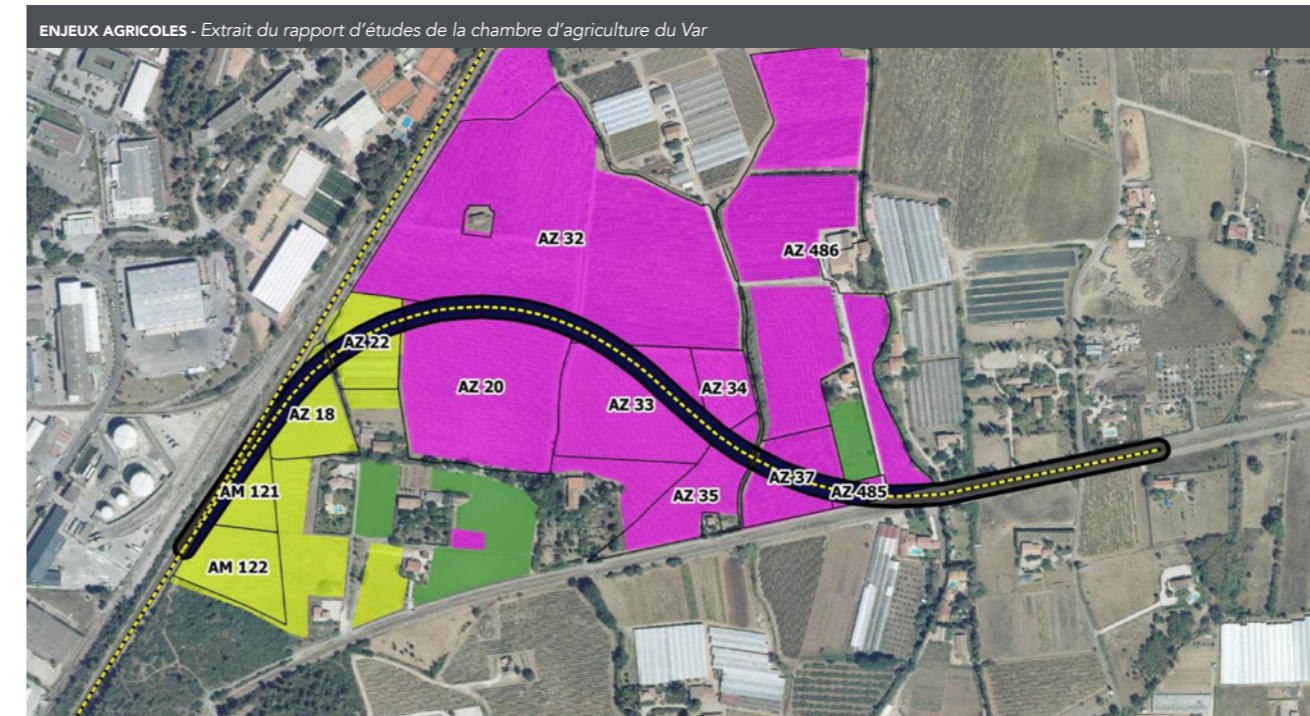 ENJEUX AGRICOLES - Extrait du rapport d’études de la chambre d’agriculture du Var
AZ 32
AZ 486
AZ 22
AZ 20
AZ 34
AZ 33
AZ 18
AZ 37
AM 121
AZ 485
AZ 35
AM 122